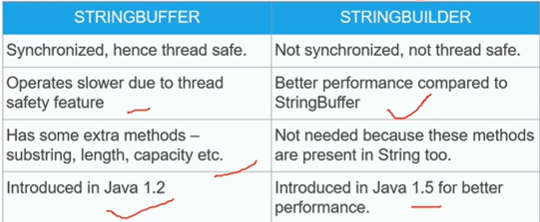 STRINGBUFFER STRINGBUILDER
Synchronized, hence thread safe. Not synchronized, not thread safe.
Operates slower due to thread Better performance compared to
safety feature StringBuffer
Has some extra methods – Not needed because these methods
substring, length, capacity etc. are present in String too.
Introduced in Java 1.2 Introduced in Java 1.5 for better
performance.